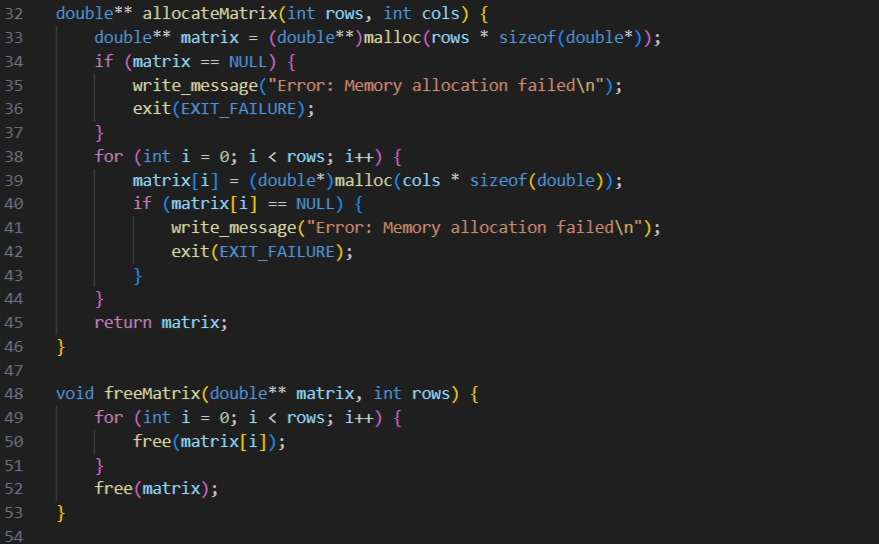 32 double** allocateMatrix(int rows, int cols) {
33     double** matrix = (double**)malloc(rows * sizeof(double*));
34     if (matrix == NULL) {
35         write_message("Error: Memory allocation failed\n");
36         exit(EXIT_FAILURE);
37     }
38     for (int i = 0; i < rows; i++) {
39         matrix[i] = (double*)malloc(cols * sizeof(double));
40         if (matrix[i] == NULL) {
41             write_message("Error: Memory allocation failed\n");
42             exit(EXIT_FAILURE);
43         }
44     }
45     return matrix;
46 }
47
48 void freeMatrix(double** matrix, int rows) {
49     for (int i = 0; i < rows; i++) {
50         free(matrix[i]);
51     }
52     free(matrix);
53 }
54